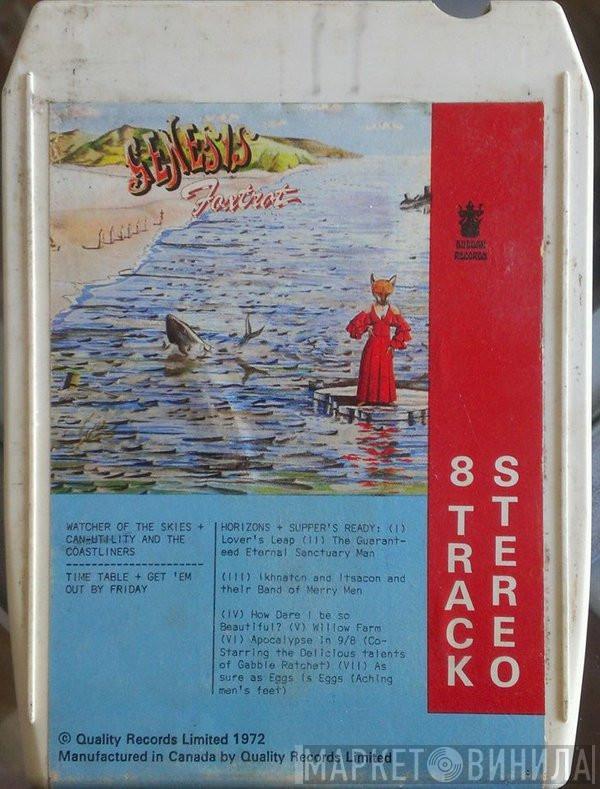 GENESIS
Foxtrot
BUDDAH
RECORDS
8 TRACK
STEREO
WATCHER OF THE SKIES +
CAN-UTILITY AND THE
COASTLINERS
TIME TABLE + GET 'EM
OUT BY FRIDAY
HORIZONS + SUPPER'S READY: (I)
Lover's Leap (II) The Guarant-
eed Eternal Sanctuary Man
(III) Ikhnaton and Itsacon and
their Band of Merry Men
(IV) How Dare I be so
Beautiful? (V) Willow Farm
(VI) Apocalypse in 9/8 (Co-
Starring the Delicious talents
of Gabble Ratchet) (VII) As
sure as Eggs is Eggs (Aching
men's feet)
© Quality Records Limited 1972
Manufactured in Canada by Quality Records Limited
МАРКЕТ ВИНИЛА